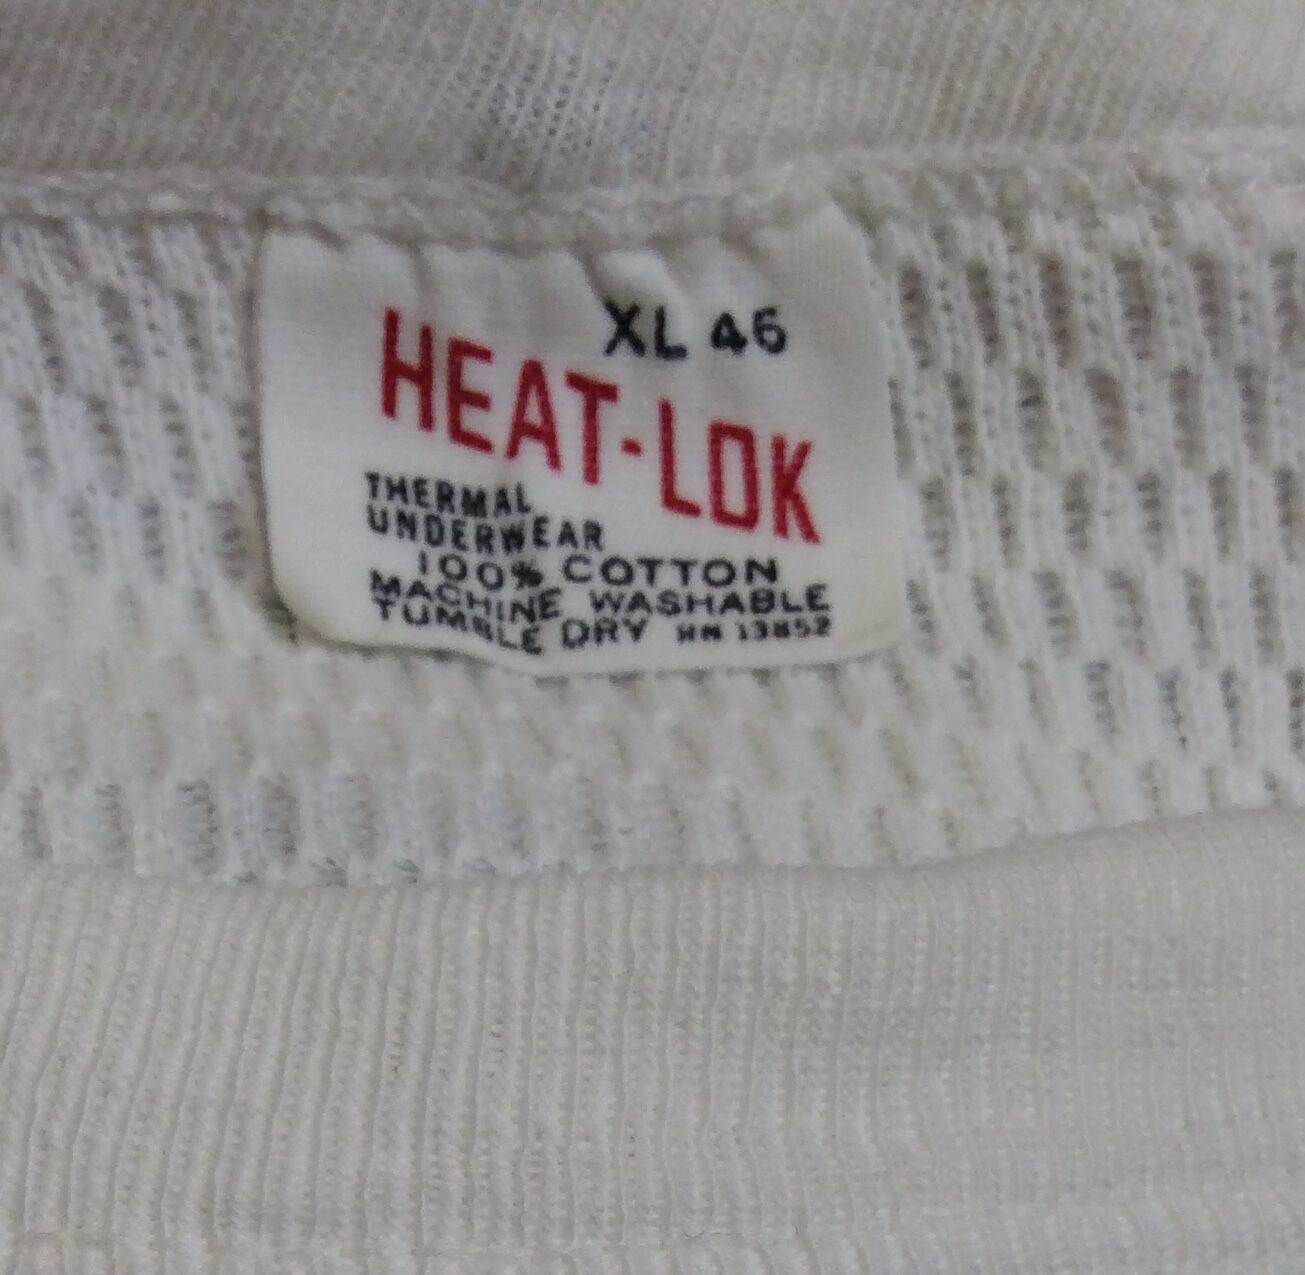 XL 46
HEAT-LOK
THERMAL
UNDERWEAR
100% COTTON
MACHINE WASHABLE
TUMBLE DRY RN 13852